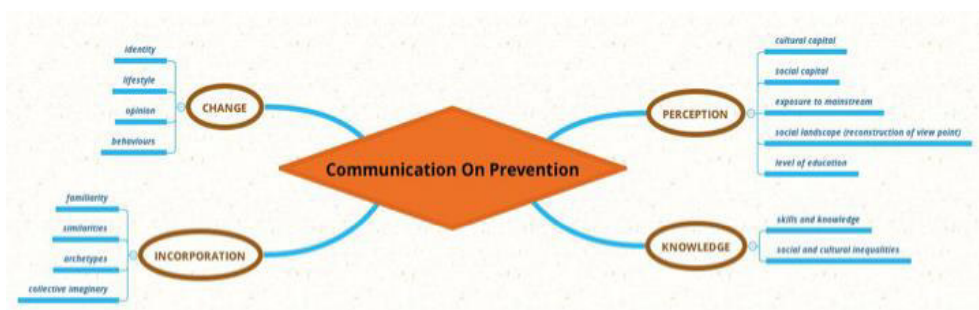 identity
lifestyle
opinion
behaviours
CHANGE
familiarity
similarities
archetypes
collective imaginary
INCORPORATION
Communication On Prevention
cultural capital
social capital
exposure to mainstream
social landscape (reconstruction of view point)
level of education
PERCEPTION
skills and knowledge
social and cultural inequalities
KNOWLEDGE